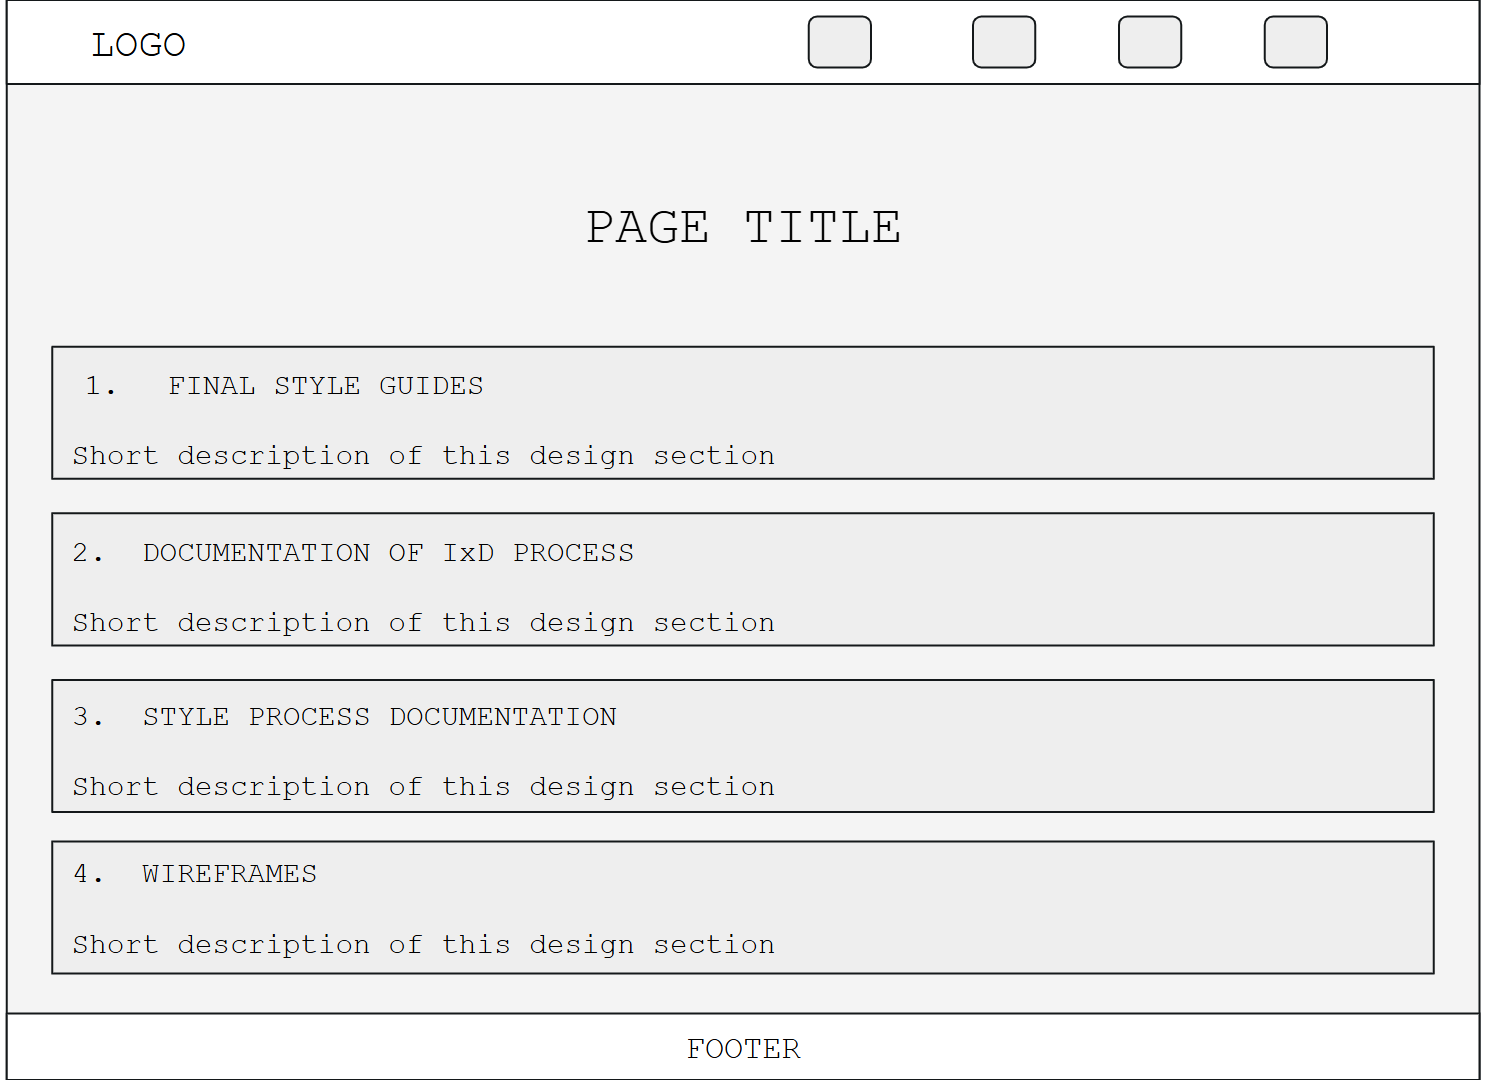 LOGO
PAGE TITLE
1. FINAL STYLE GUIDES
Short description of this design section
2. DOCUMENTATION OF IxD PROCESS
Short description of this design section
3. STYLE PROCESS DOCUMENTATION
Short description of this design section
4. WIREFRAMES
Short description of this design section
FOOTER